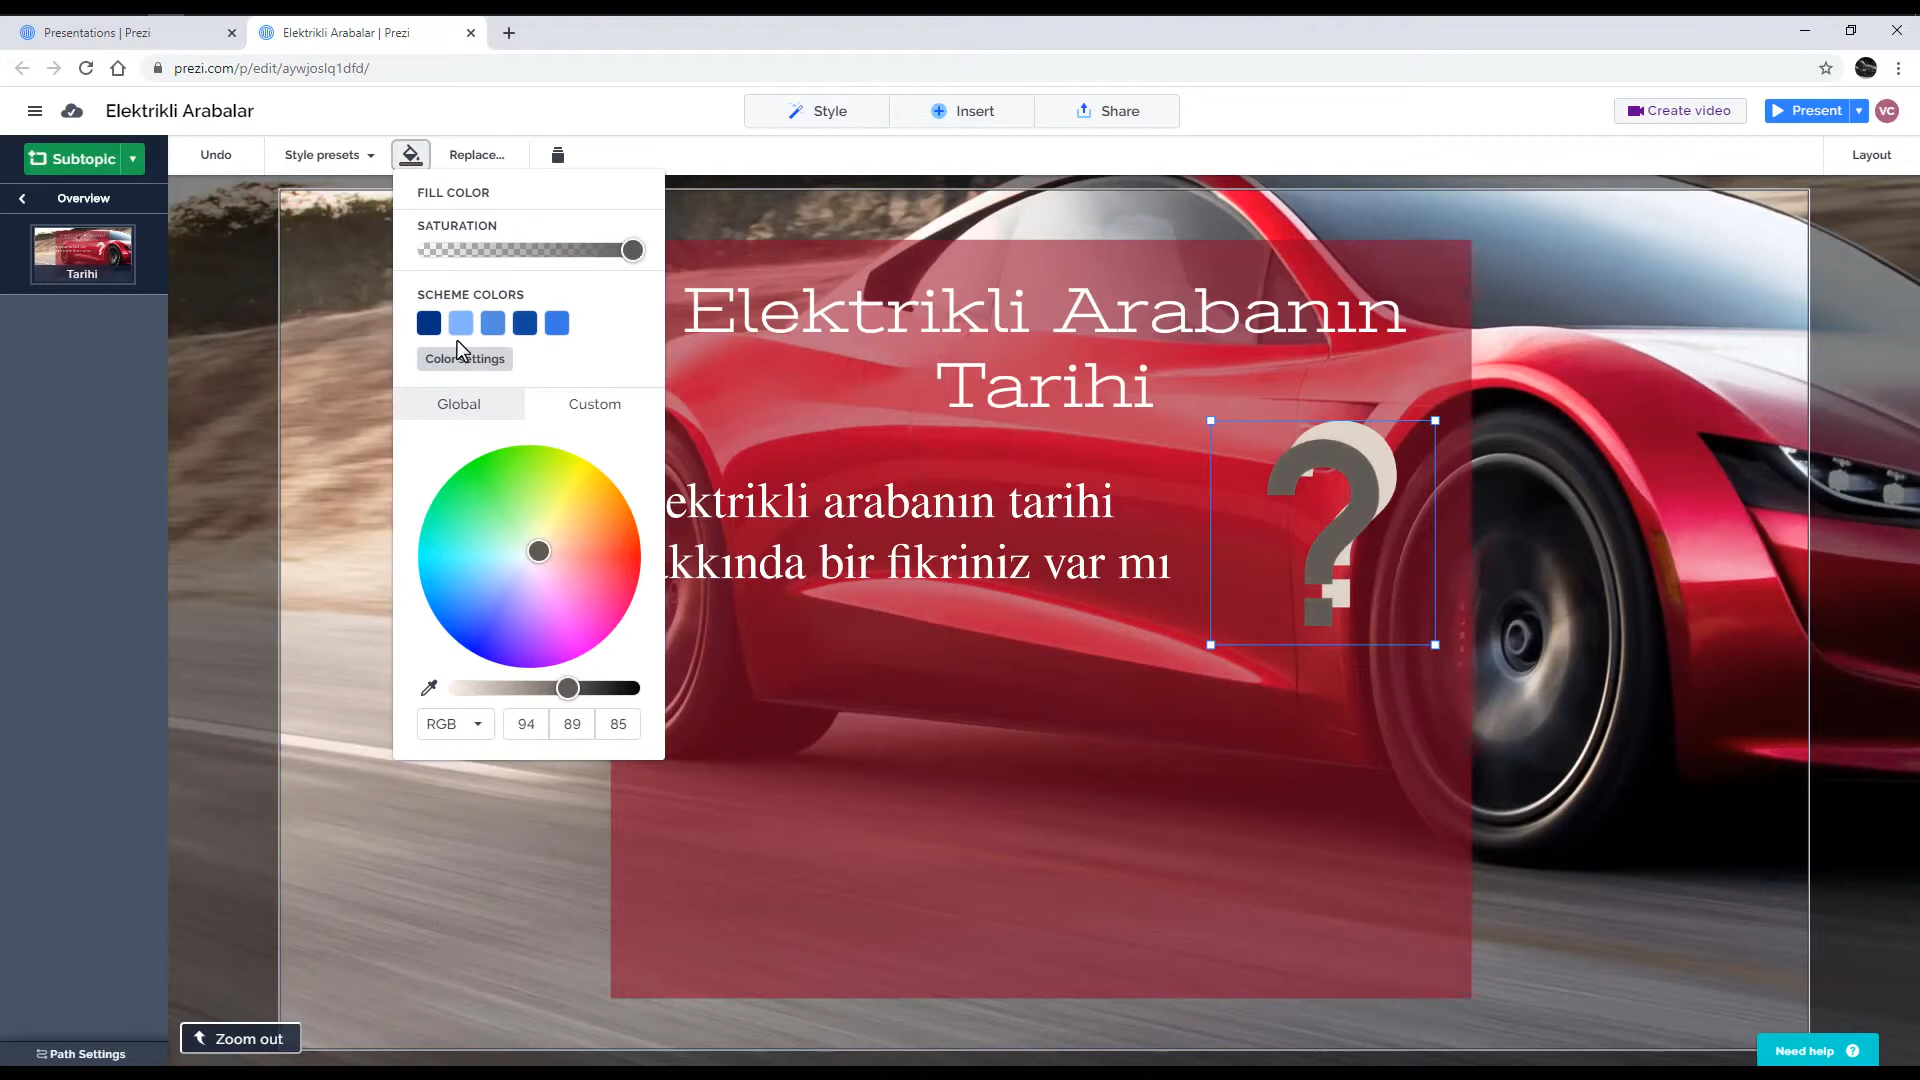 Presentations | Prezi
Elektrikli Arabalar | Prezi
prezi.com/p/edit/aywjoslq1dfd/
Elektrikli Arabalar
Style
Insert
Share
Create video
Present
VC
Subtopic
Undo
Style presets
Replace...
Layout
Overview
Tarihi
FILL COLOR
SATURATION
SCHEME COLORS
Color settings
Global
Custom
RGB
94
89
85
Elektrikli Arabanın
Tarihi
ektrikli arabanın tarihi
akkında bir fikriniz var mı
?
Zoom out
Path Settings
Need help
?